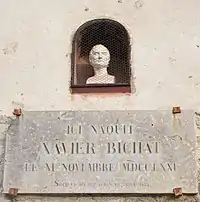 ICI NAQUIT
XAVIER BICHAT
LE XI NOVEMBRE MDCCLXXI